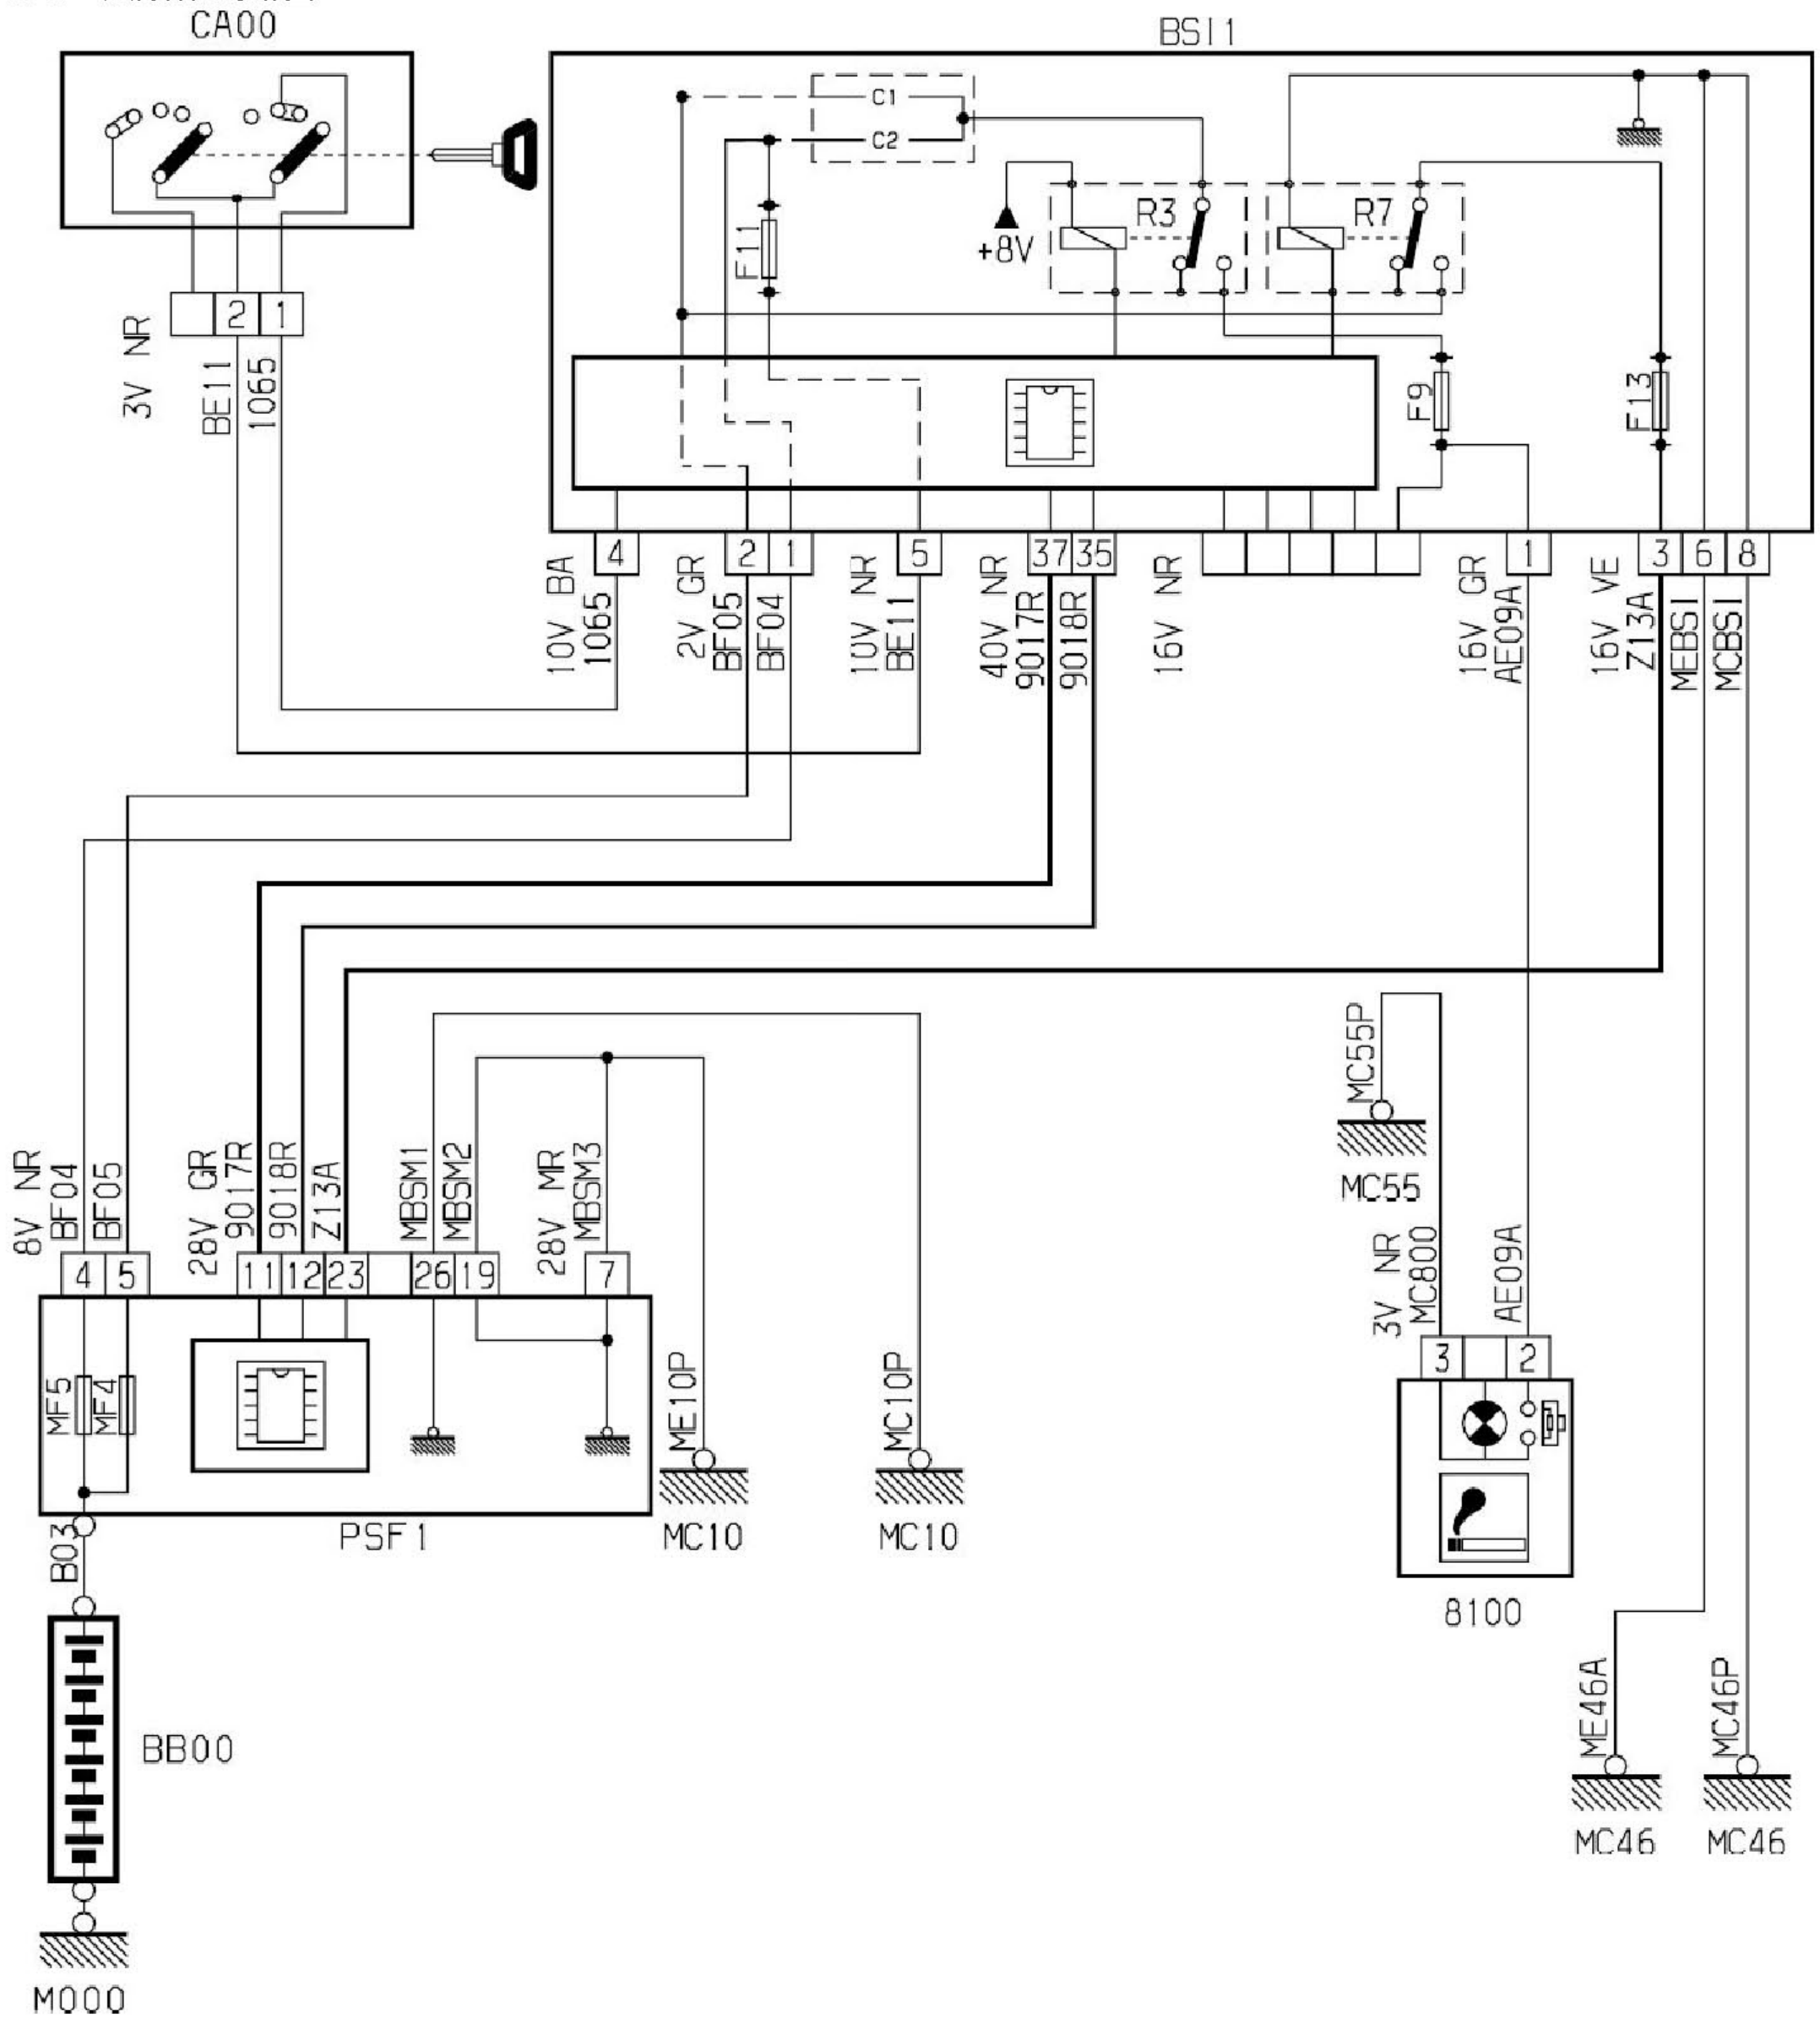 CA00
BSI1
C1
C2
F11
+8V
R3
R7
F9
F13
2 1
3V NR
BE11
1065
4
2 1
5
37 35
1
3 6 8
10V BA
1065
2V GR
BF05
BF04
10V NR
BE11
40V NR
9017R
9018R
16V NR
16V GR
AE09A
16V VE
Z13A
MEBSI
MCBSI
MC55P
MC55
8V NR
BF04
BF05
28V GR
9017R
9018R
Z13A
MBSM1
MBSM2
28V MR
MBSM3
4 5
11 12 23
26 19
7
3V NR
MC800
AE09A
3
2
MF5
MF4
ME10P
MC10P
B03
PSF1
MC10
MC10
8100
BB00
ME46A
MC46P
MC46
MC46
M000